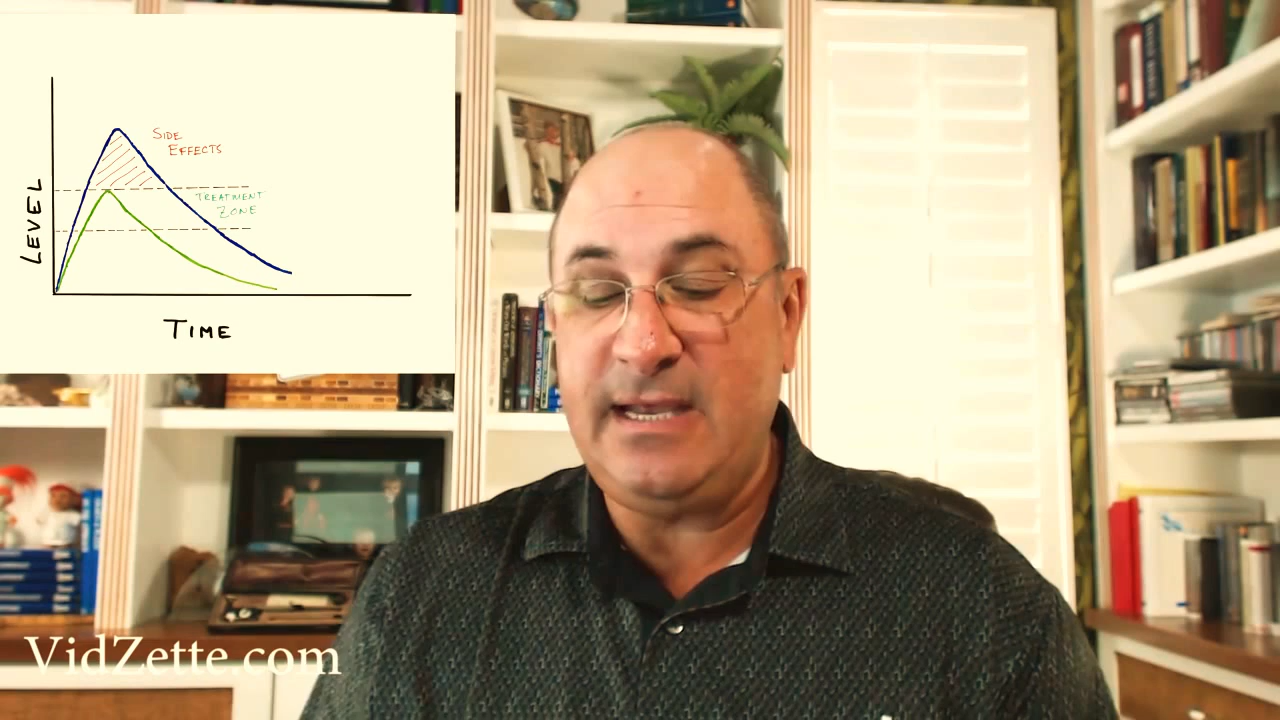 SIDE
EFFECTS
TREATMENT
ZONE
LEVEL
TIME
VidZette.com